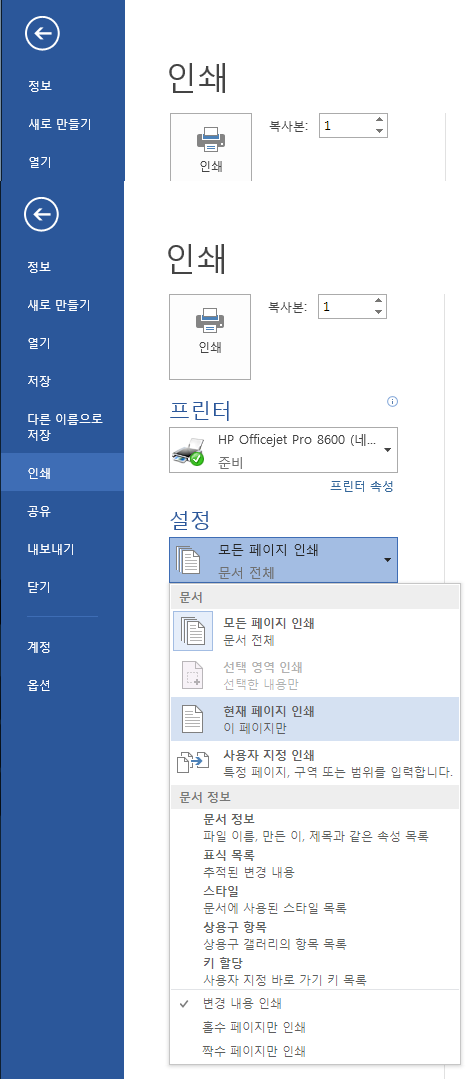 정보
새로 만들기
열기
인쇄
인쇄
복사본:
1
정보
새로 만들기
열기
저장
다른 이름으로
저장
인쇄
공유
내보내기
닫기
계정
옵션
인쇄
인쇄
복사본:
1
프린터
HP Officejet Pro 8600 (네...
준비
프린터 속성
설정
모든 페이지 인쇄
문서 전체
문서
모든 페이지 인쇄
문서 전체
선택 영역 인쇄
선택한 내용만
현재 페이지 인쇄
이 페이지만
사용자 지정 인쇄
특정 페이지, 구역 또는 범위를 입력합니다.
문서 정보
문서 정보
파일 이름, 만든 이, 제목과 같은 속성 목록
표식 목록
추적된 변경 내용
스타일
문서에 사용된 스타일 목록
상용구 항목
상용구 갤러리의 항목 목록
키 할당
사용자 지정 바로 가기 키 목록
변경 내용 인쇄
홀수 페이지만 인쇄
짝수 페이지만 인쇄